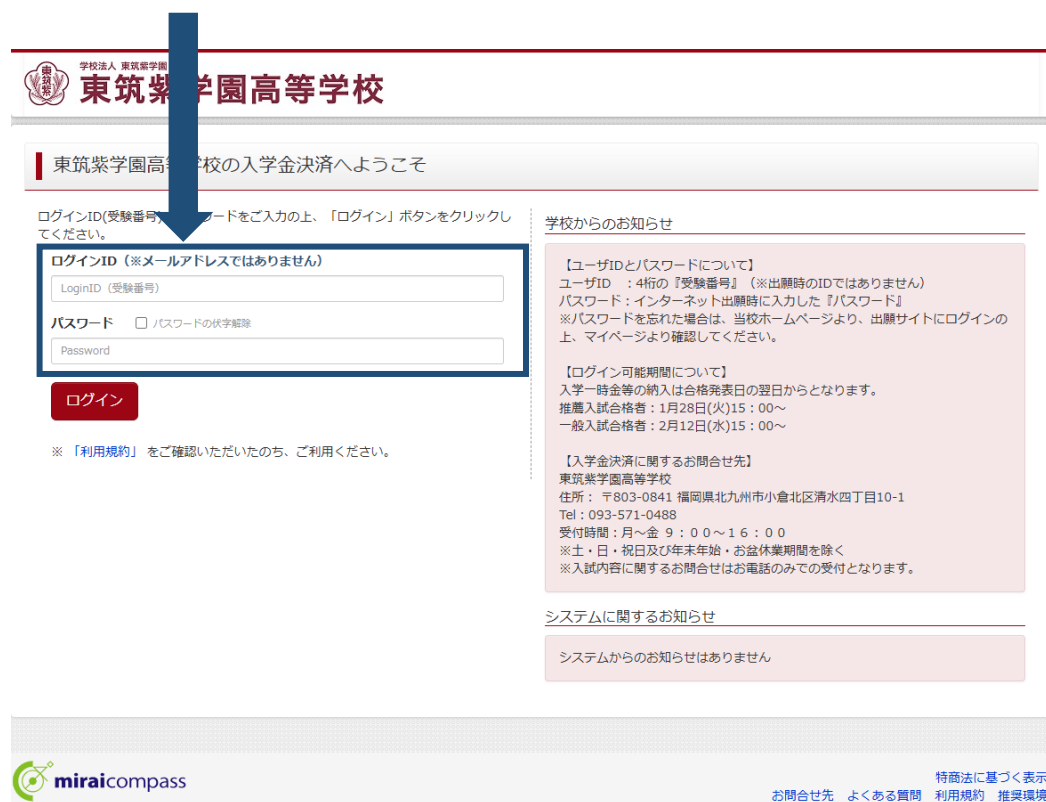 学校法人 東筑紫学園
東筑紫学園高等学校
東筑紫学園高等学校の入学金決済へようこそ
ログインID(受験番号) ードをご入力の上、「ログイン」ボタンをクリックし
てください。
ログインID（※メールアドレスではありません）
LoginID（受験番号）
パスワード パスワードの伏字解除
Password
ログイン
※ 「利用規約」 をご確認いただいたのち、ご利用ください。
学校からのお知らせ
【ユーザIDとパスワードについて】
ユーザID ：4桁の『受験番号』（※出願時のIDではありません）
パスワード：インターネット出願時に入力した『パスワード』
※パスワードを忘れた場合は、当校ホームページより、出願サイトにログインの
上、マイページより確認してください。
【ログイン可能期間について】
入学一時金等の納入は合格発表日の翌日からとなります。
推薦入試合格者：1月28日(火)15：00～
一般入試合格者：2月12日(水)15：00～
【入学金決済に関するお問合せ先】
東筑紫学園高等学校
住所： 〒803-0841 福岡県北九州市小倉北区清水四丁目10-1
Tel：093-571-0488
受付時間：月～金 ９：００～１６：００
※土・日・祝日及び年末年始・お盆休業期間を除く
※入試内容に関するお問合せはお電話のみでの受付となります。
システムに関するお知らせ
システムからのお知らせはありません
miraicompass
特商法に基づく表示
お問合せ先 よくある質問 利用規約 推奨環境